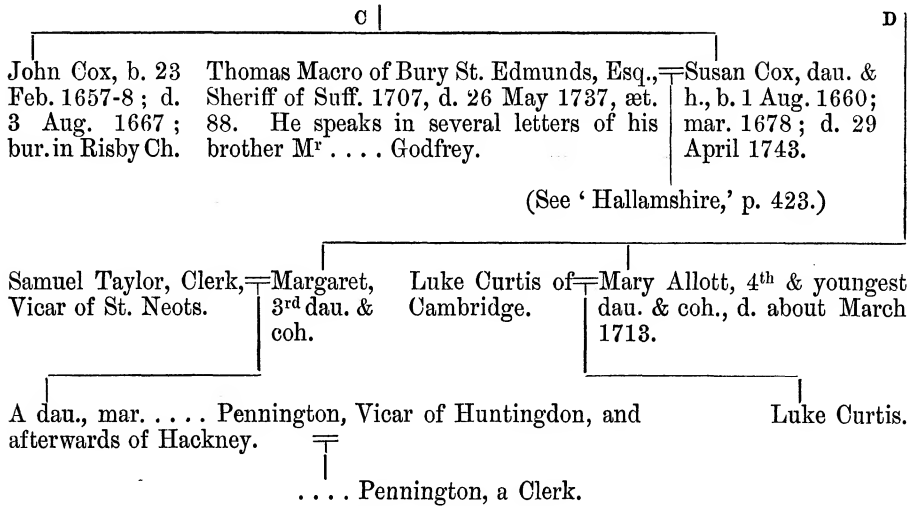 C D
John Cox, b. 23
Feb. 1657-8 ; d.
3 Aug. 1667 ;
bur. in Risby Ch.
Thomas Macro of Bury St. Edmunds, Esq.,
Sheriff of Suff. 1707, d. 26 May 1737, æt.
88. He speaks in several letters of his
brother Mʳ . . . . Godfrey.
Susan Cox, dau. &
h., b. 1 Aug. 1660;
mar. 1678 ; d. 29
April 1743.
(See ‘ Hallamshire,’ p. 423.)
Samuel Taylor, Clerk,
Vicar of St. Neots.
Margaret,
3ʳᵈ dau. &
coh.
Luke Curtis of
Cambridge.
Mary Allott, 4ᵗʰ & youngest
dau. & coh., d. about March
1713.
A dau., mar. . . . . . Pennington, Vicar of Huntingdon, and
afterwards of Hackney.
Luke Curtis.
. . . . Pennington, a Clerk.